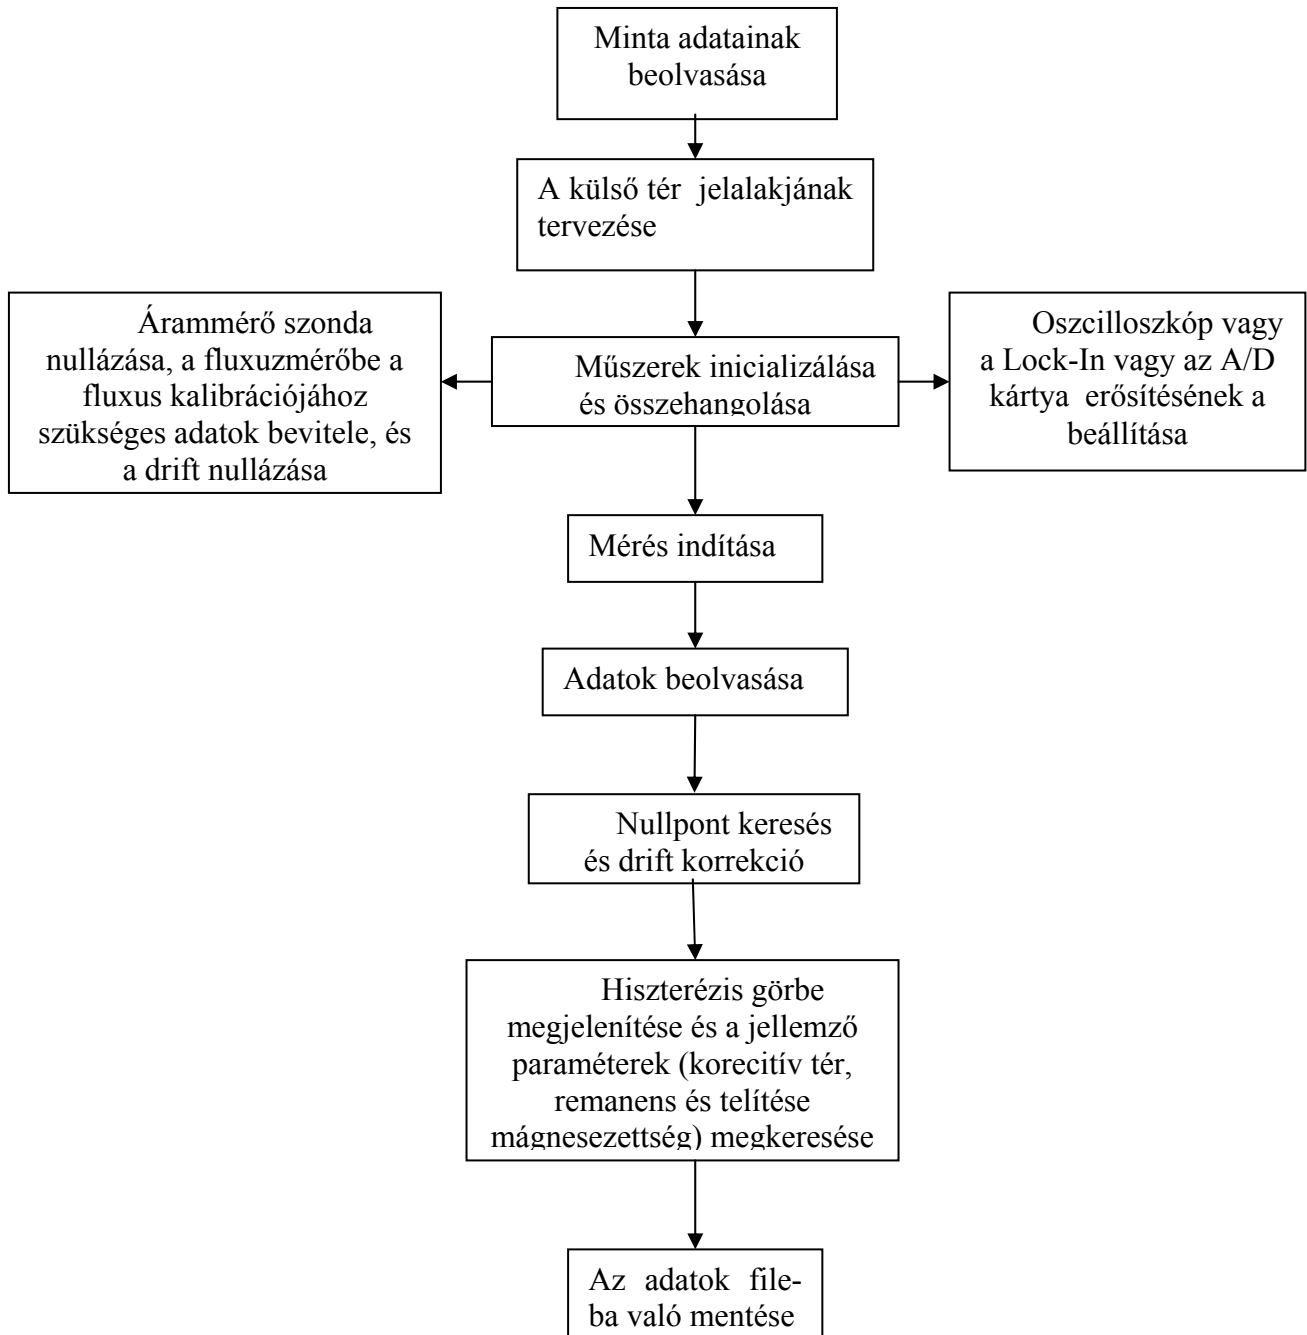 Minta adatainak
beolvasása
A külső tér jelalakjának
tervezése
Árammérő szonda
nullázása, a fluxuzmérőbe a
fluxus kalibrációjához
szükséges adatok bevitele, és
a drift nullázása
Műszerek inicializálása
és összehangolása
Oszcilloszkóp vagy
a Lock-In vagy az A/D
kártya erősítésének a
beállítása
Mérés indítása
Adatok beolvasása
Nullpont keresés
és drift korrekció
Hiszterézis görbe
megjelenítése és a jellemző
paraméterek (korecitív tér,
remanens és telítése
mágnesezettség) megkeresése
Az adatok file-
ba való mentése